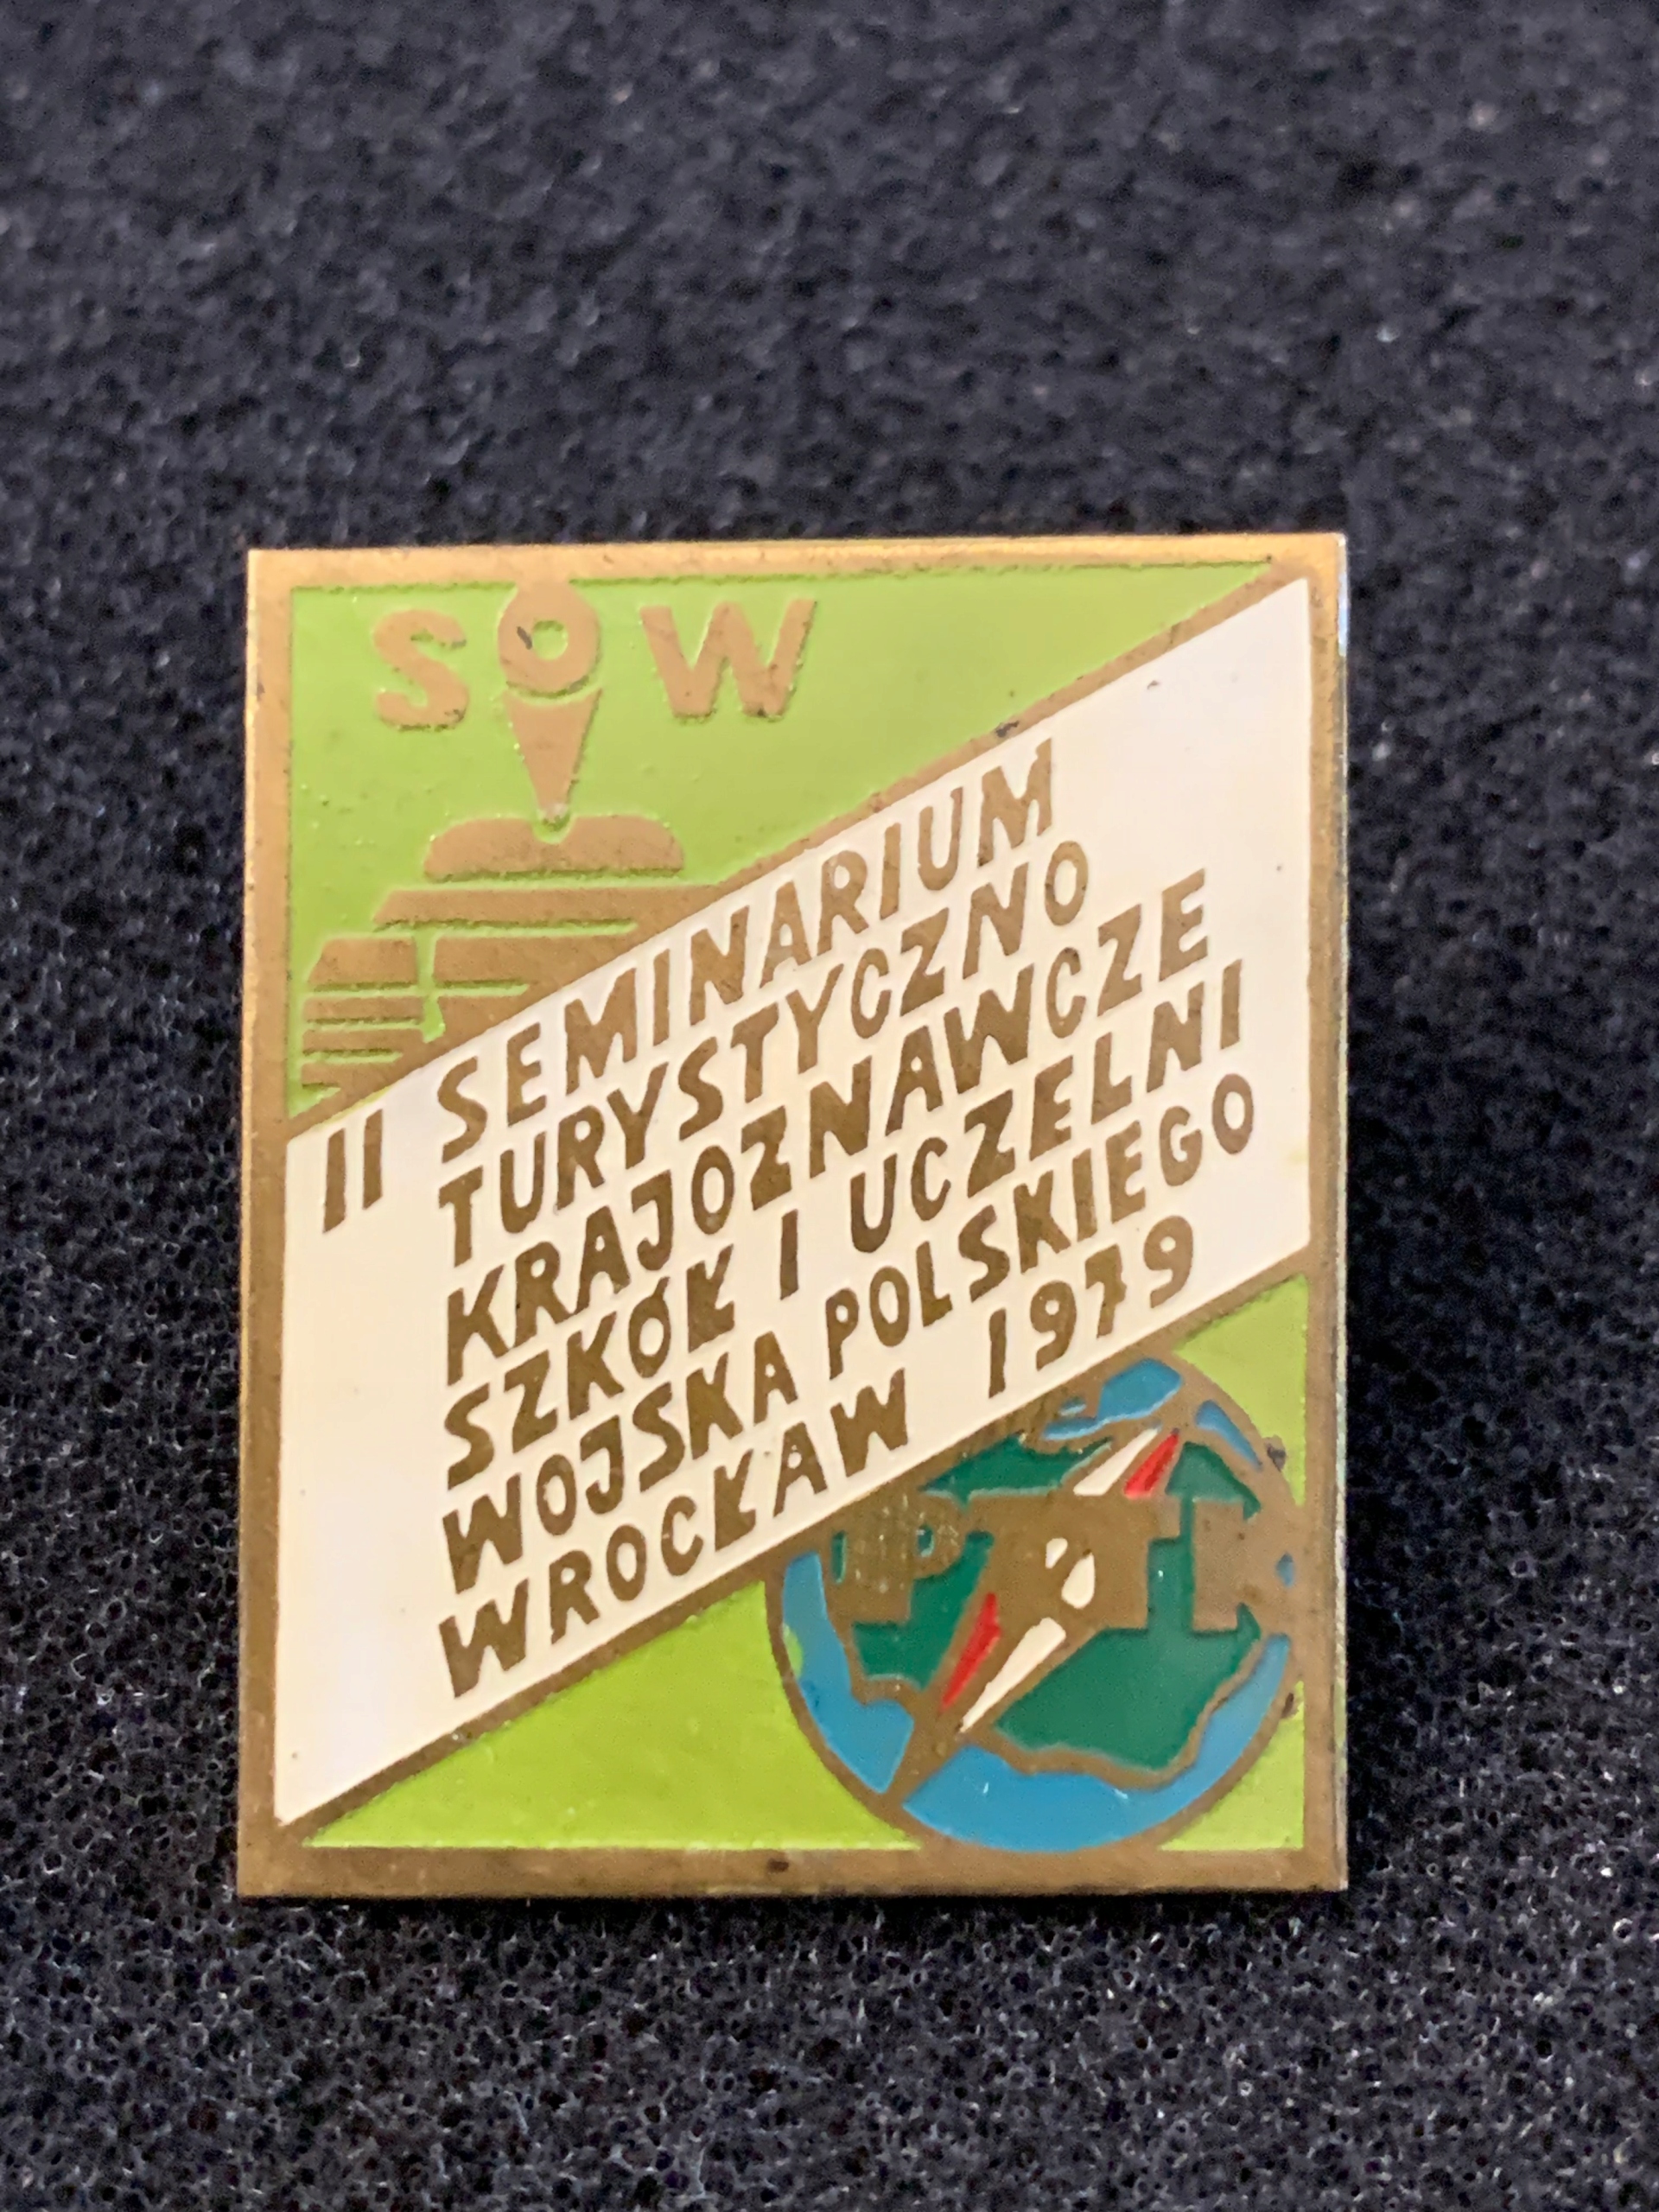 SOW
II SEMINARIUM
TURYSTYCZNO
KRAJOZNAWCZE
SZKÓŁ I UCZELNI
WOJSKA POLSKIEGO
WROCŁAW 1979
PTTK